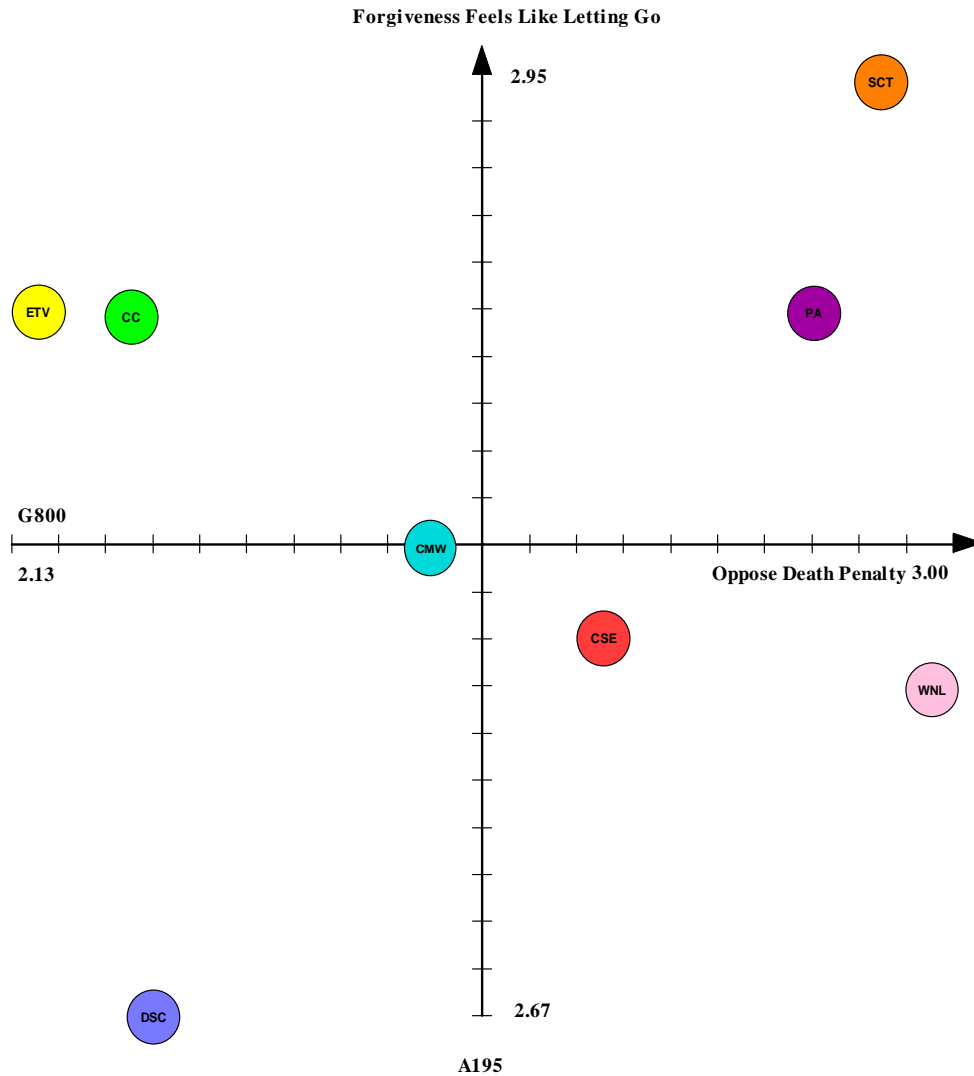 Forgiveness Feels Like Letting Go
2.95
SCT
ETV
CC
PA
G800
CMW
2.13
Oppose Death Penalty 3.00
CSE
WNL
2.67
DSC
A195